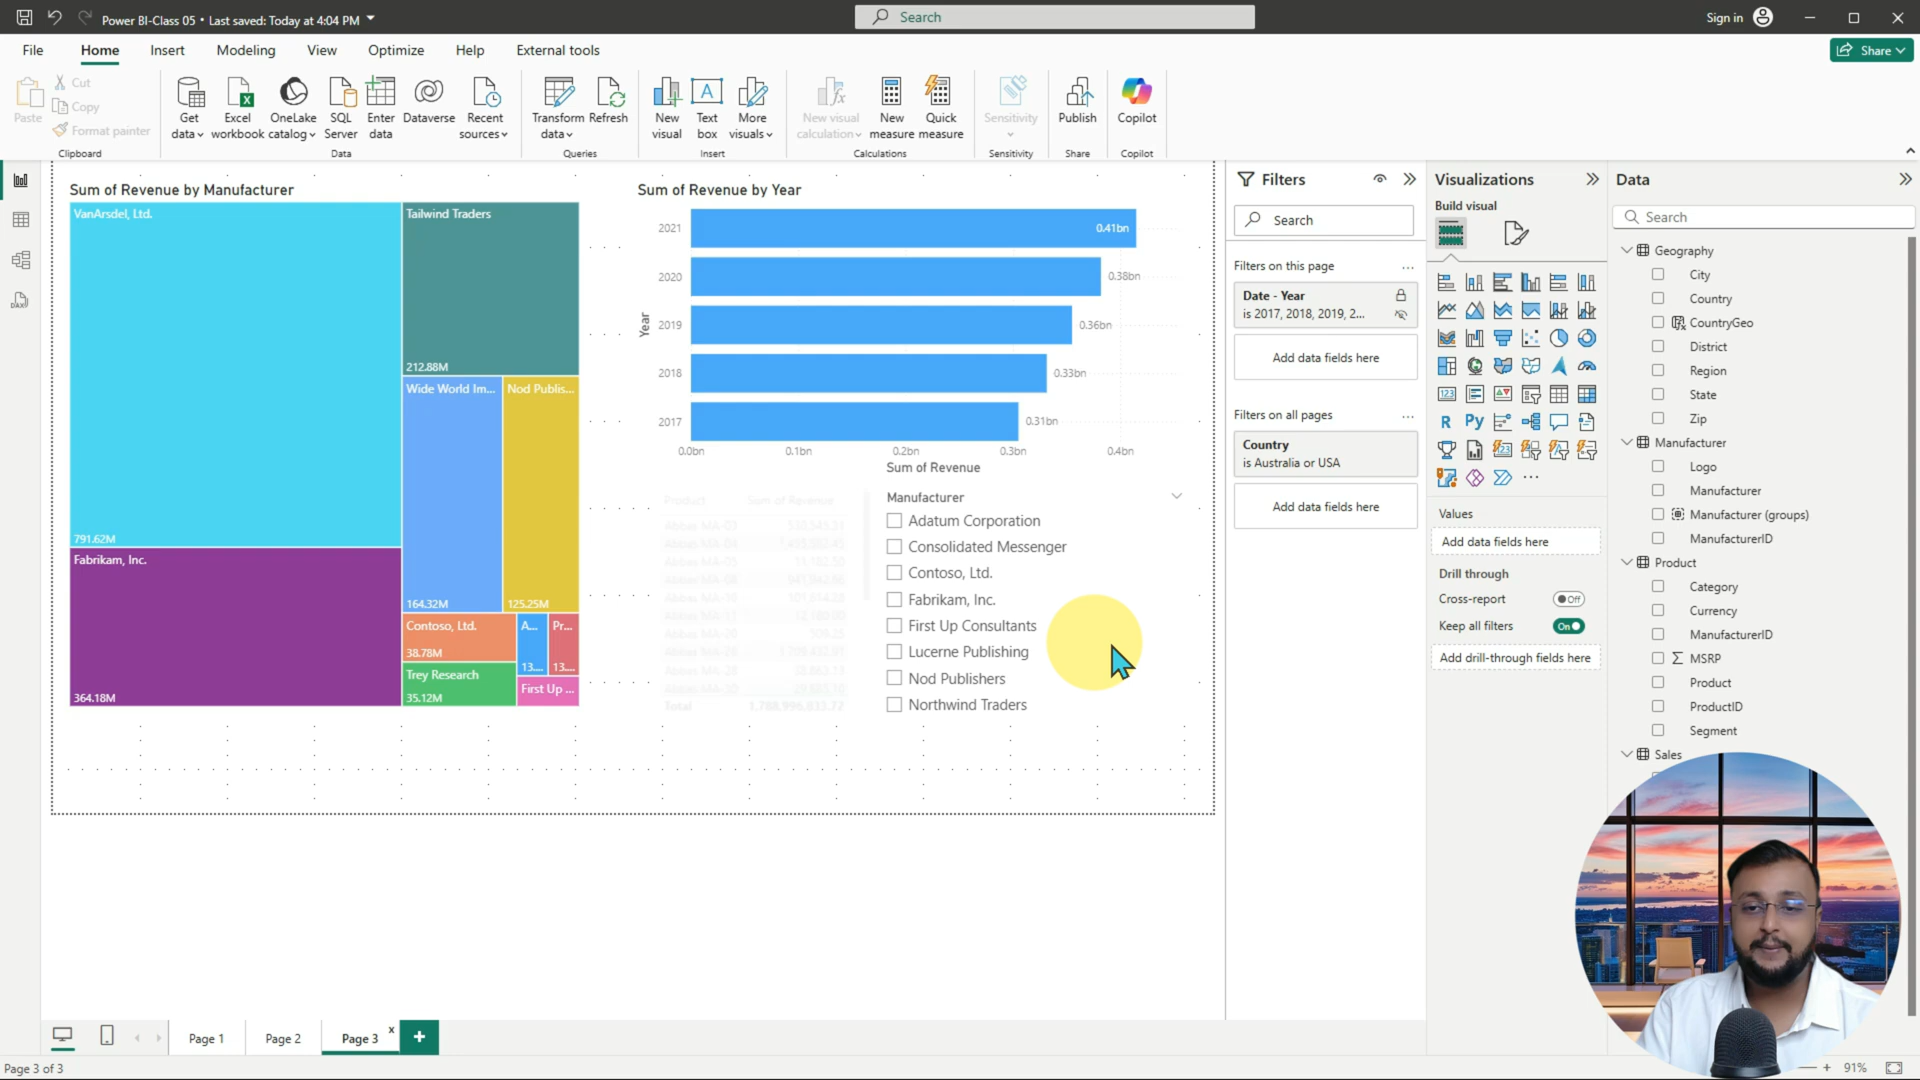 Power BI-Class 05 • Last saved: Today at 4:04 PM
Search
Sign in
File
Home
Insert
Modeling
View
Optimize
Help
External tools
Share
Paste
Cut
Copy
Format painter
Clipboard
Get data
Excel workbook
OneLake catalog
SQL Server
Enter data
Dataverse
Recent sources
Data
Transform data
Refresh
Queries
New visual
Text box
More visuals
Insert
New visual calculation
New measure
Quick measure
Calculations
Sensitivity
Sensitivity
Publish
Share
Copilot
Copilot
Sum of Revenue by Manufacturer
VanArsdel, Ltd.
791.62M
Fabrikam, Inc.
364.18M
Tailwind Traders
212.88M
Wide World Im...
164.32M
Nod Publis...
125.25M
Contoso, Ltd.
38.78M
A...
13....
Pr...
13....
Trey Research
35.12M
First Up ...
Sum of Revenue by Year
Year
2021
0.41bn
2020
0.38bn
2019
0.36bn
2018
0.33bn
2017
0.31bn
0.0bn
0.1bn
0.2bn
0.3bn
0.4bn
Sum of Revenue
Product
Sum of Revenue
Total
Manufacturer
Adatum Corporation
Consolidated Messenger
Contoso, Ltd.
Fabrikam, Inc.
First Up Consultants
Lucerne Publishing
Nod Publishers
Northwind Traders
Filters
Search
Filters on this page
Date - Year
is 2017, 2018, 2019, 2...
Add data fields here
Filters on all pages
Country
is Australia or USA
Add data fields here
Visualizations
Build visual
R
Py
123
Values
Add data fields here
Drill through
Cross-report
Off
Keep all filters
On
Add drill-through fields here
Data
Search
Geography
City
Country
CountryGeo
District
Region
State
Zip
Manufacturer
Logo
Manufacturer
Manufacturer (groups)
ManufacturerID
Product
Category
Currency
ManufacturerID
MSRP
Product
ProductID
Segment
Sales
Page 1
Page 2
Page 3
Page 3 of 3
91%